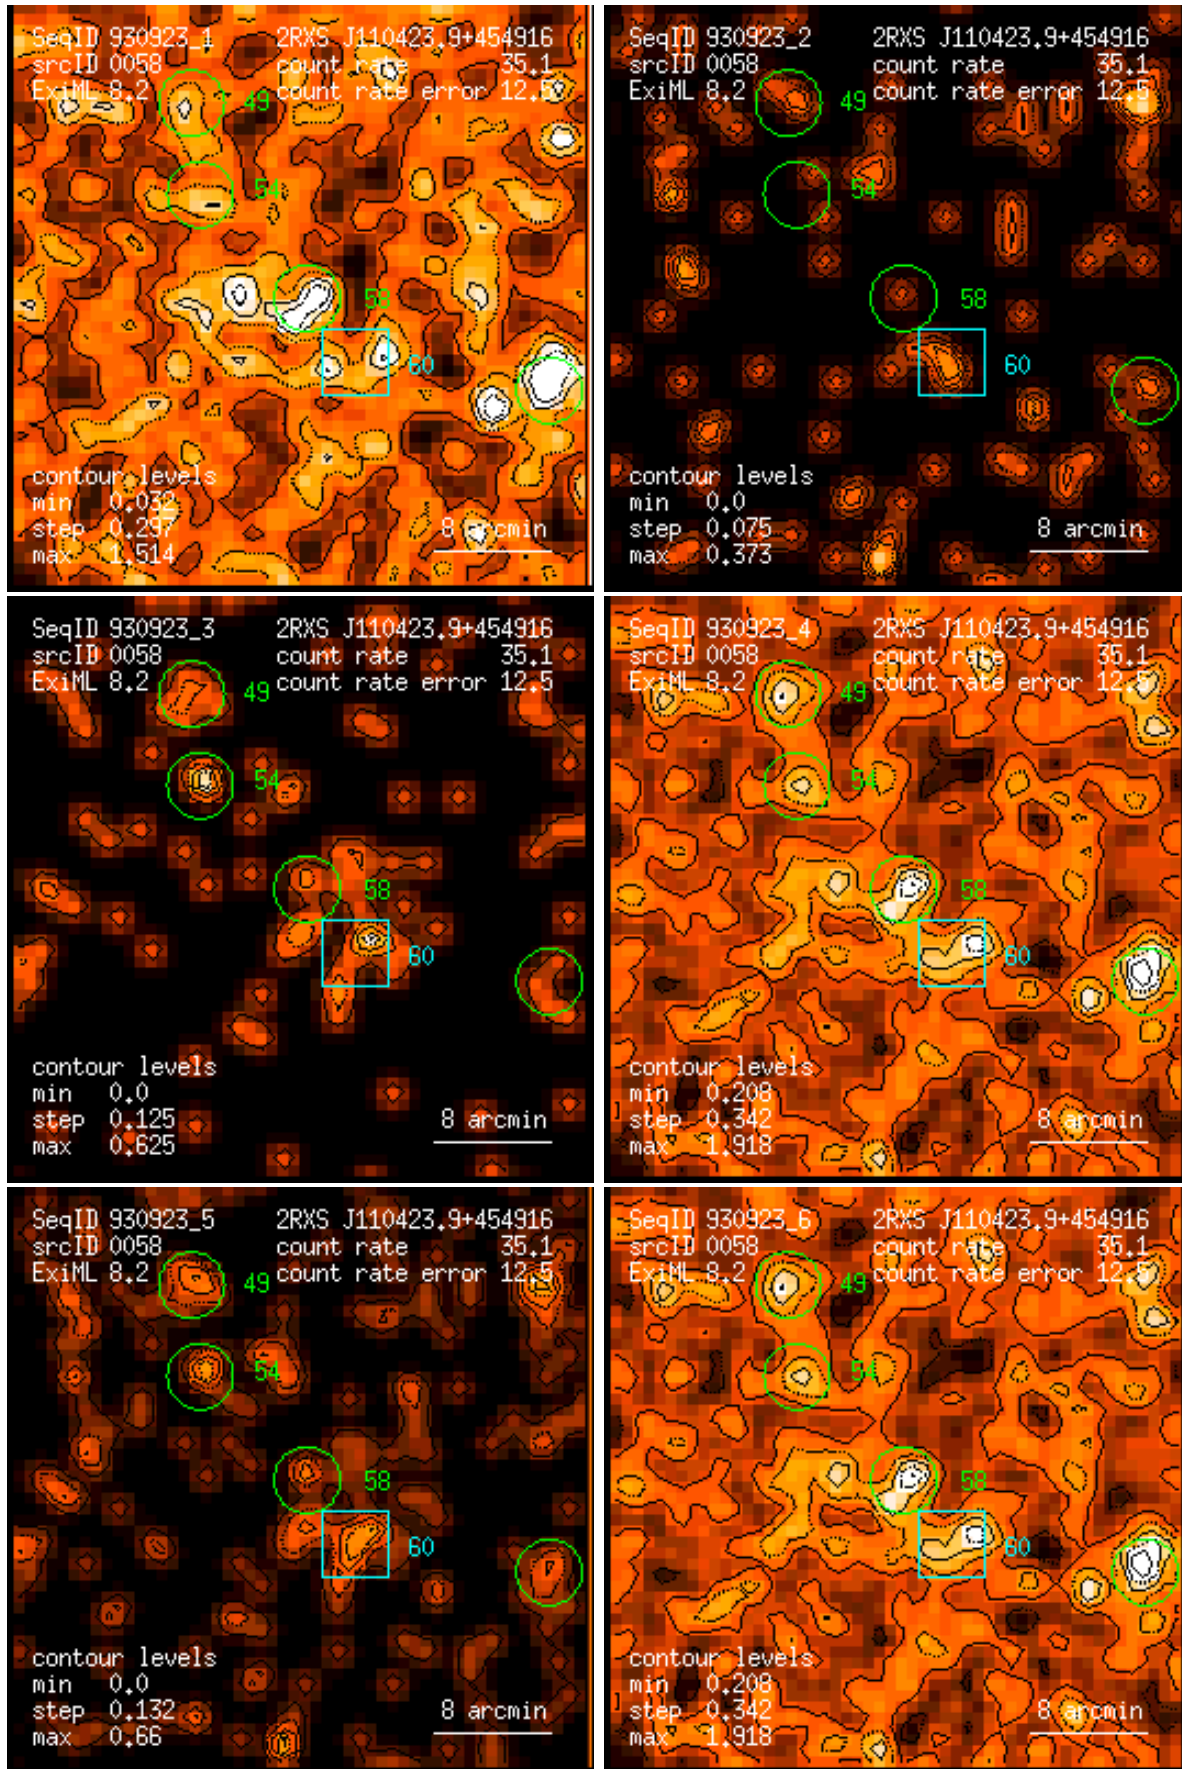 SeqID 930923_1 2RXS J110423.9+454916
srcID 0058 count rate 35.1
ExiML 8.2 count rate error 12.5
49
54
58
60
contour levels
min 0.032
step 0.297
max 1.514
8 arcmin
SeqID 930923_2 2RXS J110423.9+454916
srcID 0058 count rate 35.1
ExiML 8.2 count rate error 12.5
49
54
58
60
contour levels
min 0.0
step 0.075
max 0.373
8 arcmin
SeqID 930923_3 2RXS J110423.9+454916
srcID 0058 count rate 35.1
ExiML 8.2 count rate error 12.5
49
54
58
60
contour levels
min 0.0
step 0.125
max 0.625
8 arcmin
SeqID 930923_4 2RXS J110423.9+454916
srcID 0058 count rate 35.1
ExiML 8.2 count rate error 12.5
49
54
58
60
contour levels
min 0.208
step 0.342
max 1.918
8 arcmin
SeqID 930923_5 2RXS J110423.9+454916
srcID 0058 count rate 35.1
ExiML 8.2 count rate error 12.5
49
54
58
60
contour levels
min 0.0
step 0.132
max 0.66
8 arcmin
SeqID 930923_6 2RXS J110423.9+454916
srcID 0058 count rate 35.1
ExiML 8.2 count rate error 12.5
49
54
58
60
contour levels
min 0.208
step 0.342
max 1.918
8 arcmin